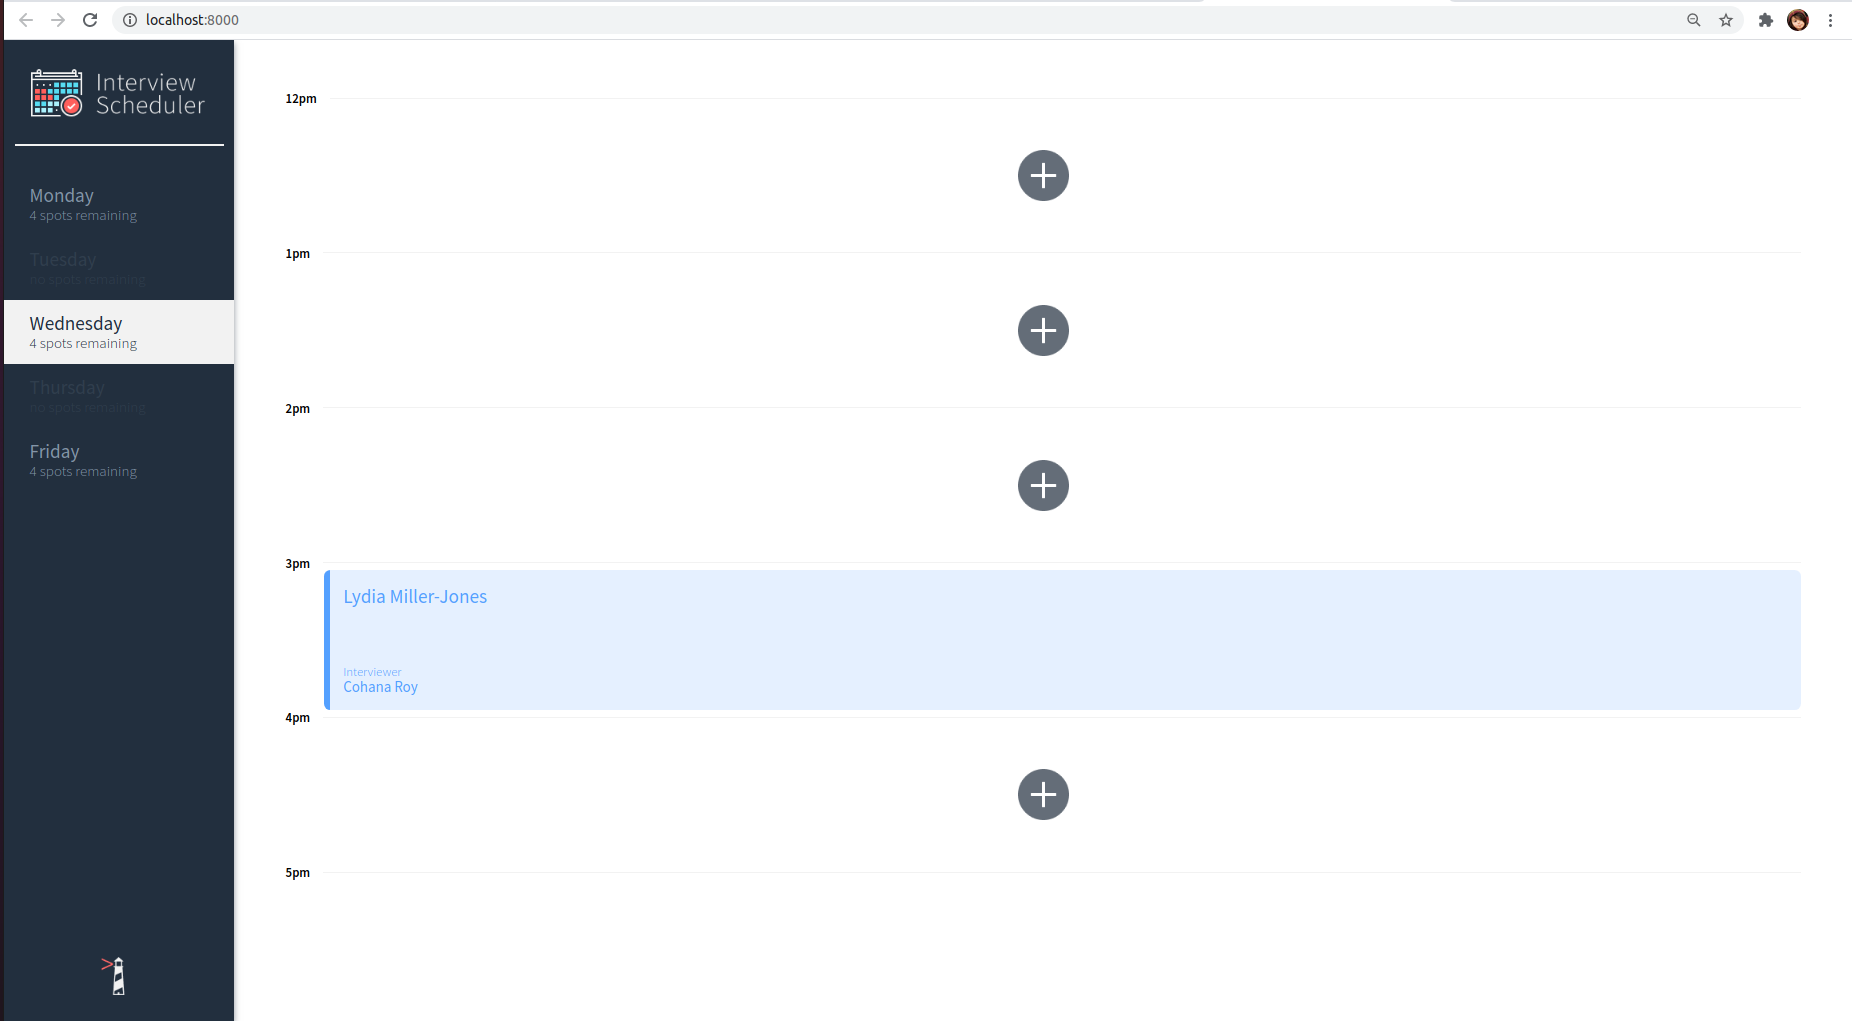 localhost:8000
Interview
Scheduler
Monday
4 spots remaining
Tuesday
no spots remaining
Wednesday
4 spots remaining
Thursday
no spots remaining
Friday
4 spots remaining
12pm
1pm
2pm
3pm
Lydia Miller-Jones
Interviewer
Cohana Roy
4pm
5pm